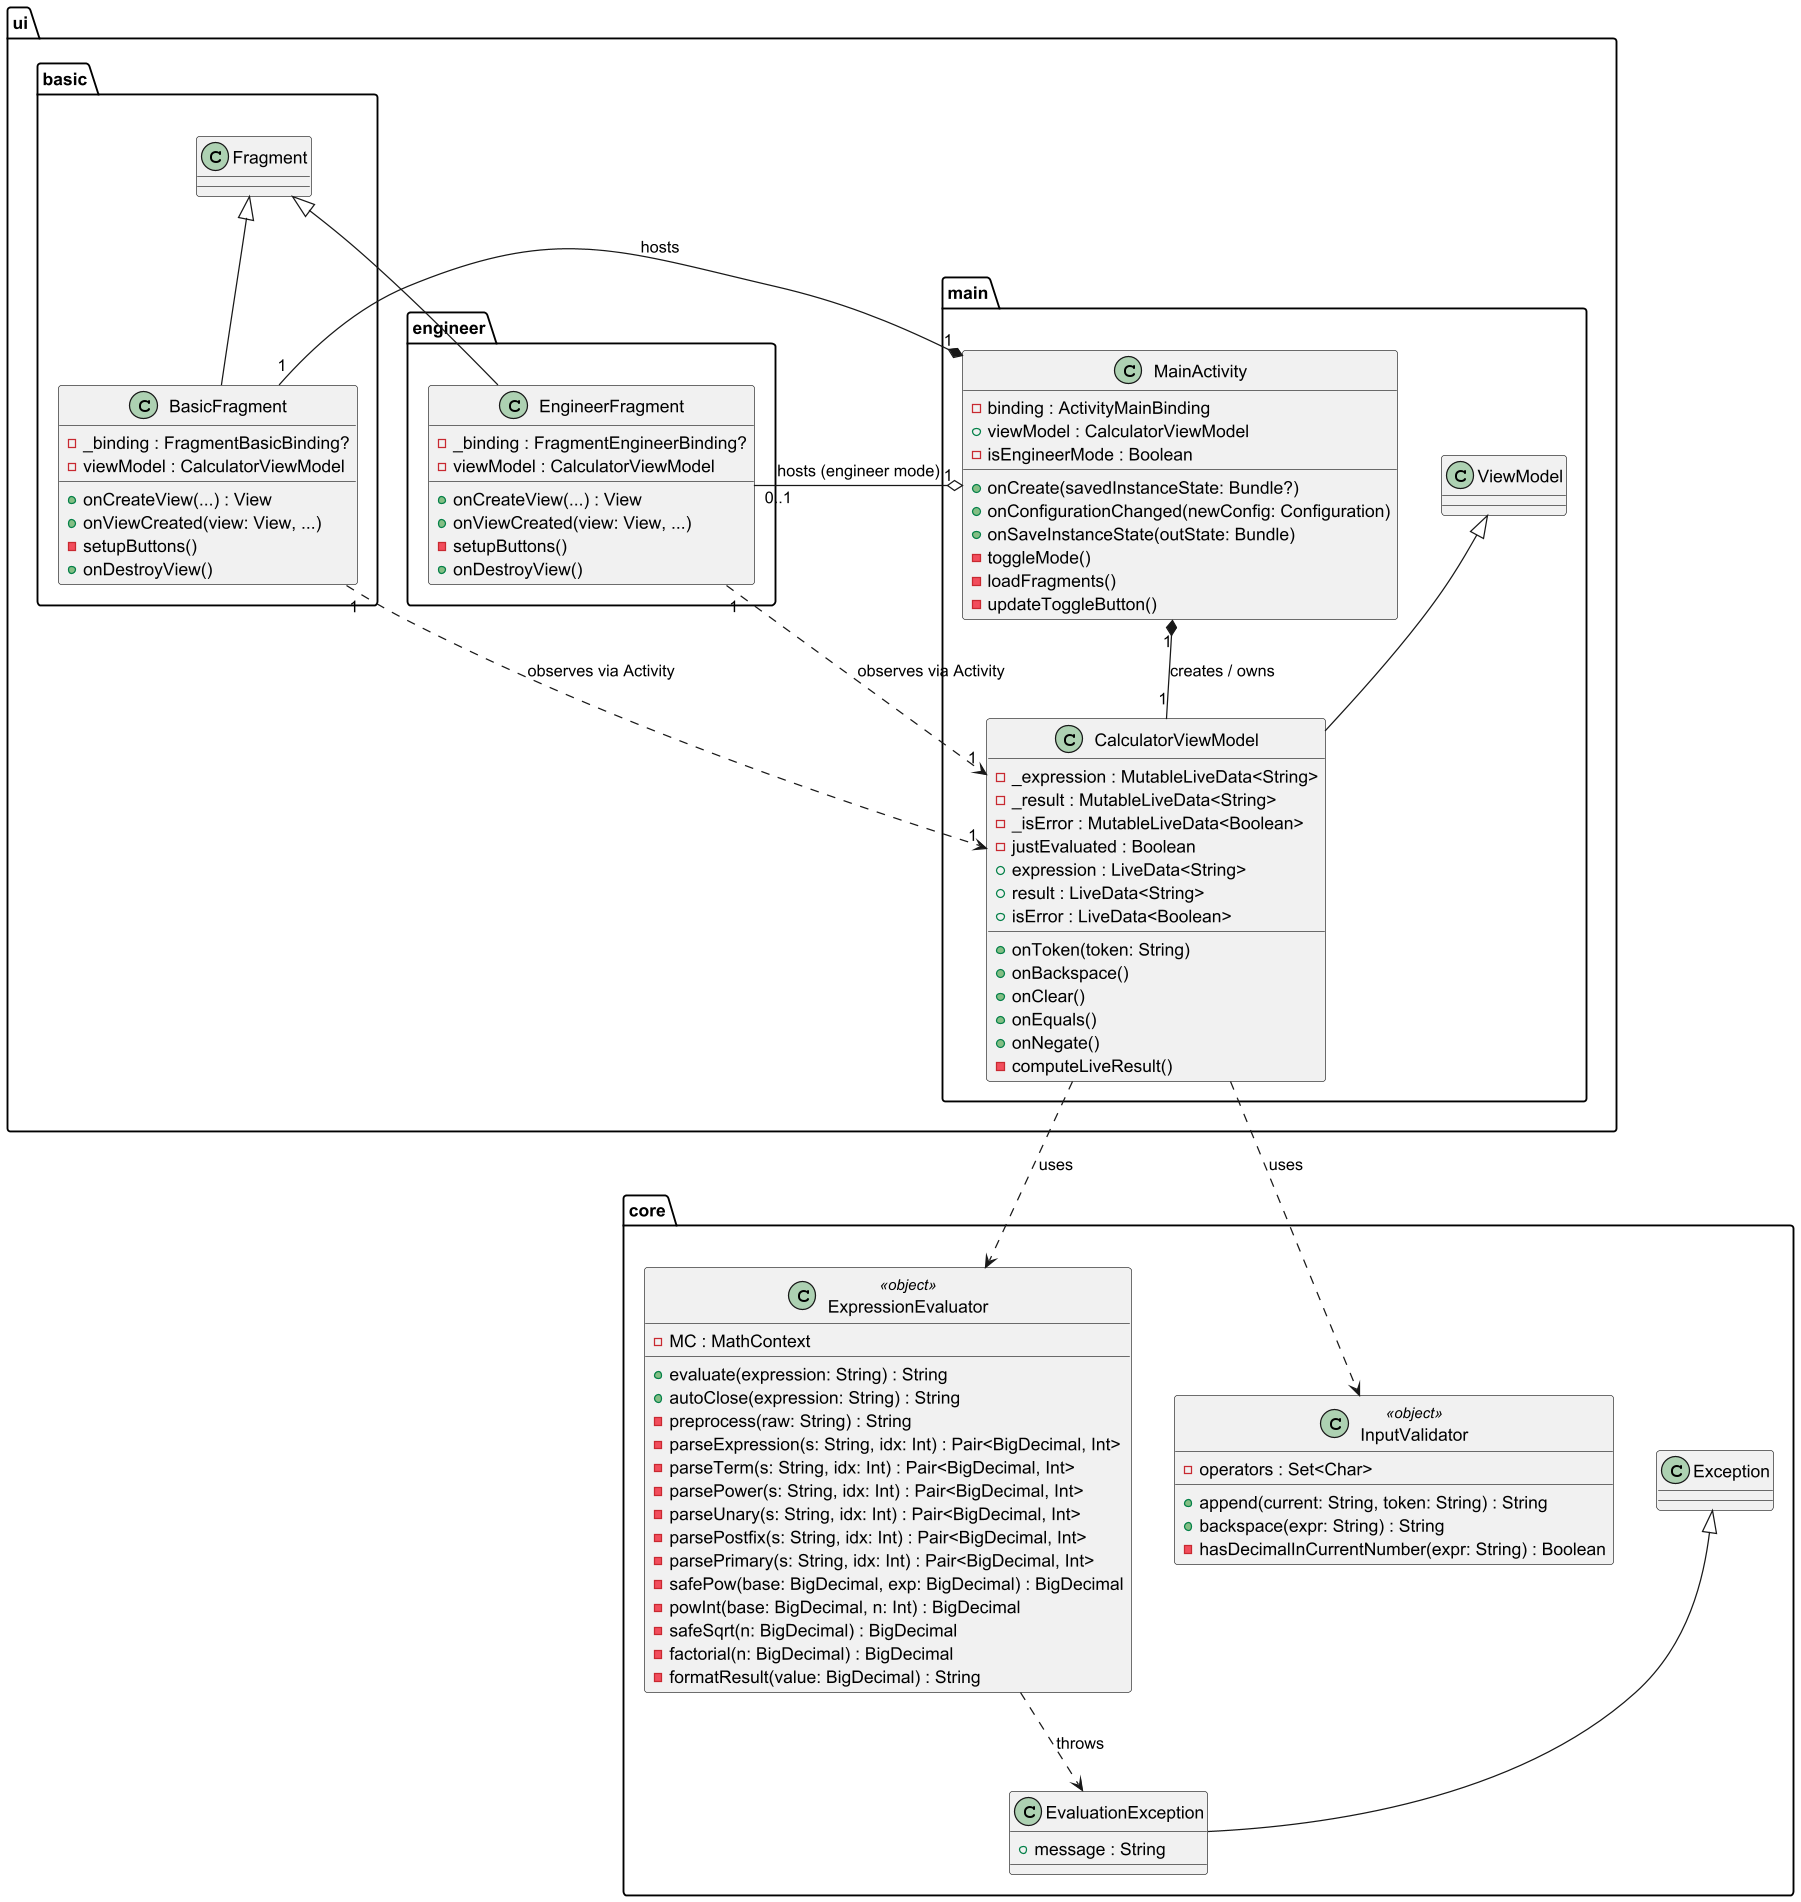 ui
basic
C Fragment
hosts
main
engineer
1
1
C BasicFragment
_binding : FragmentBasicBinding?
viewModel : CalculatorViewModel
onCreateView(...) : View
onViewCreated(view: View, ...)
setupButtons()
onDestroyView()
C EngineerFragment
_binding : FragmentEngineerBinding?
viewModel : CalculatorViewModel
onCreateView(...) : View
onViewCreated(view: View, ...)
setupButtons()
onDestroyView()
hosts (engineer mode)
1
0..1
C MainActivity
binding : ActivityMainBinding
viewModel : CalculatorViewModel
isEngineerMode : Boolean
onCreate(savedInstanceState: Bundle?)
onConfigurationChanged(newConfig: Configuration)
onSaveInstanceState(outState: Bundle)
toggleMode()
loadFragments()
updateToggleButton()
C ViewModel
1
1
1
observes via Activity
observes via Activity
creates / owns
1
1
1
C CalculatorViewModel
_expression : MutableLiveData<String>
_result : MutableLiveData<String>
_isError : MutableLiveData<Boolean>
justEvaluated : Boolean
expression : LiveData<String>
result : LiveData<String>
isError : LiveData<Boolean>
onToken(token: String)
onBackspace()
onClear()
onEquals()
onNegate()
computeLiveResult()
uses
uses
core
C «object»
ExpressionEvaluator
MC : MathContext
evaluate(expression: String) : String
autoClose(expression: String) : String
preprocess(raw: String) : String
parseExpression(s: String, idx: Int) : Pair<BigDecimal, Int>
parseTerm(s: String, idx: Int) : Pair<BigDecimal, Int>
parsePower(s: String, idx: Int) : Pair<BigDecimal, Int>
parseUnary(s: String, idx: Int) : Pair<BigDecimal, Int>
parsePostfix(s: String, idx: Int) : Pair<BigDecimal, Int>
parsePrimary(s: String, idx: Int) : Pair<BigDecimal, Int>
safePow(base: BigDecimal, exp: BigDecimal) : BigDecimal
powInt(base: BigDecimal, n: Int) : BigDecimal
safeSqrt(n: BigDecimal) : BigDecimal
factorial(n: BigDecimal) : BigDecimal
formatResult(value: BigDecimal) : String
C «object»
InputValidator
operators : Set<Char>
append(current: String, token: String) : String
backspace(expr: String) : String
hasDecimalInCurrentNumber(expr: String) : Boolean
C Exception
throws
C EvaluationException
message : String